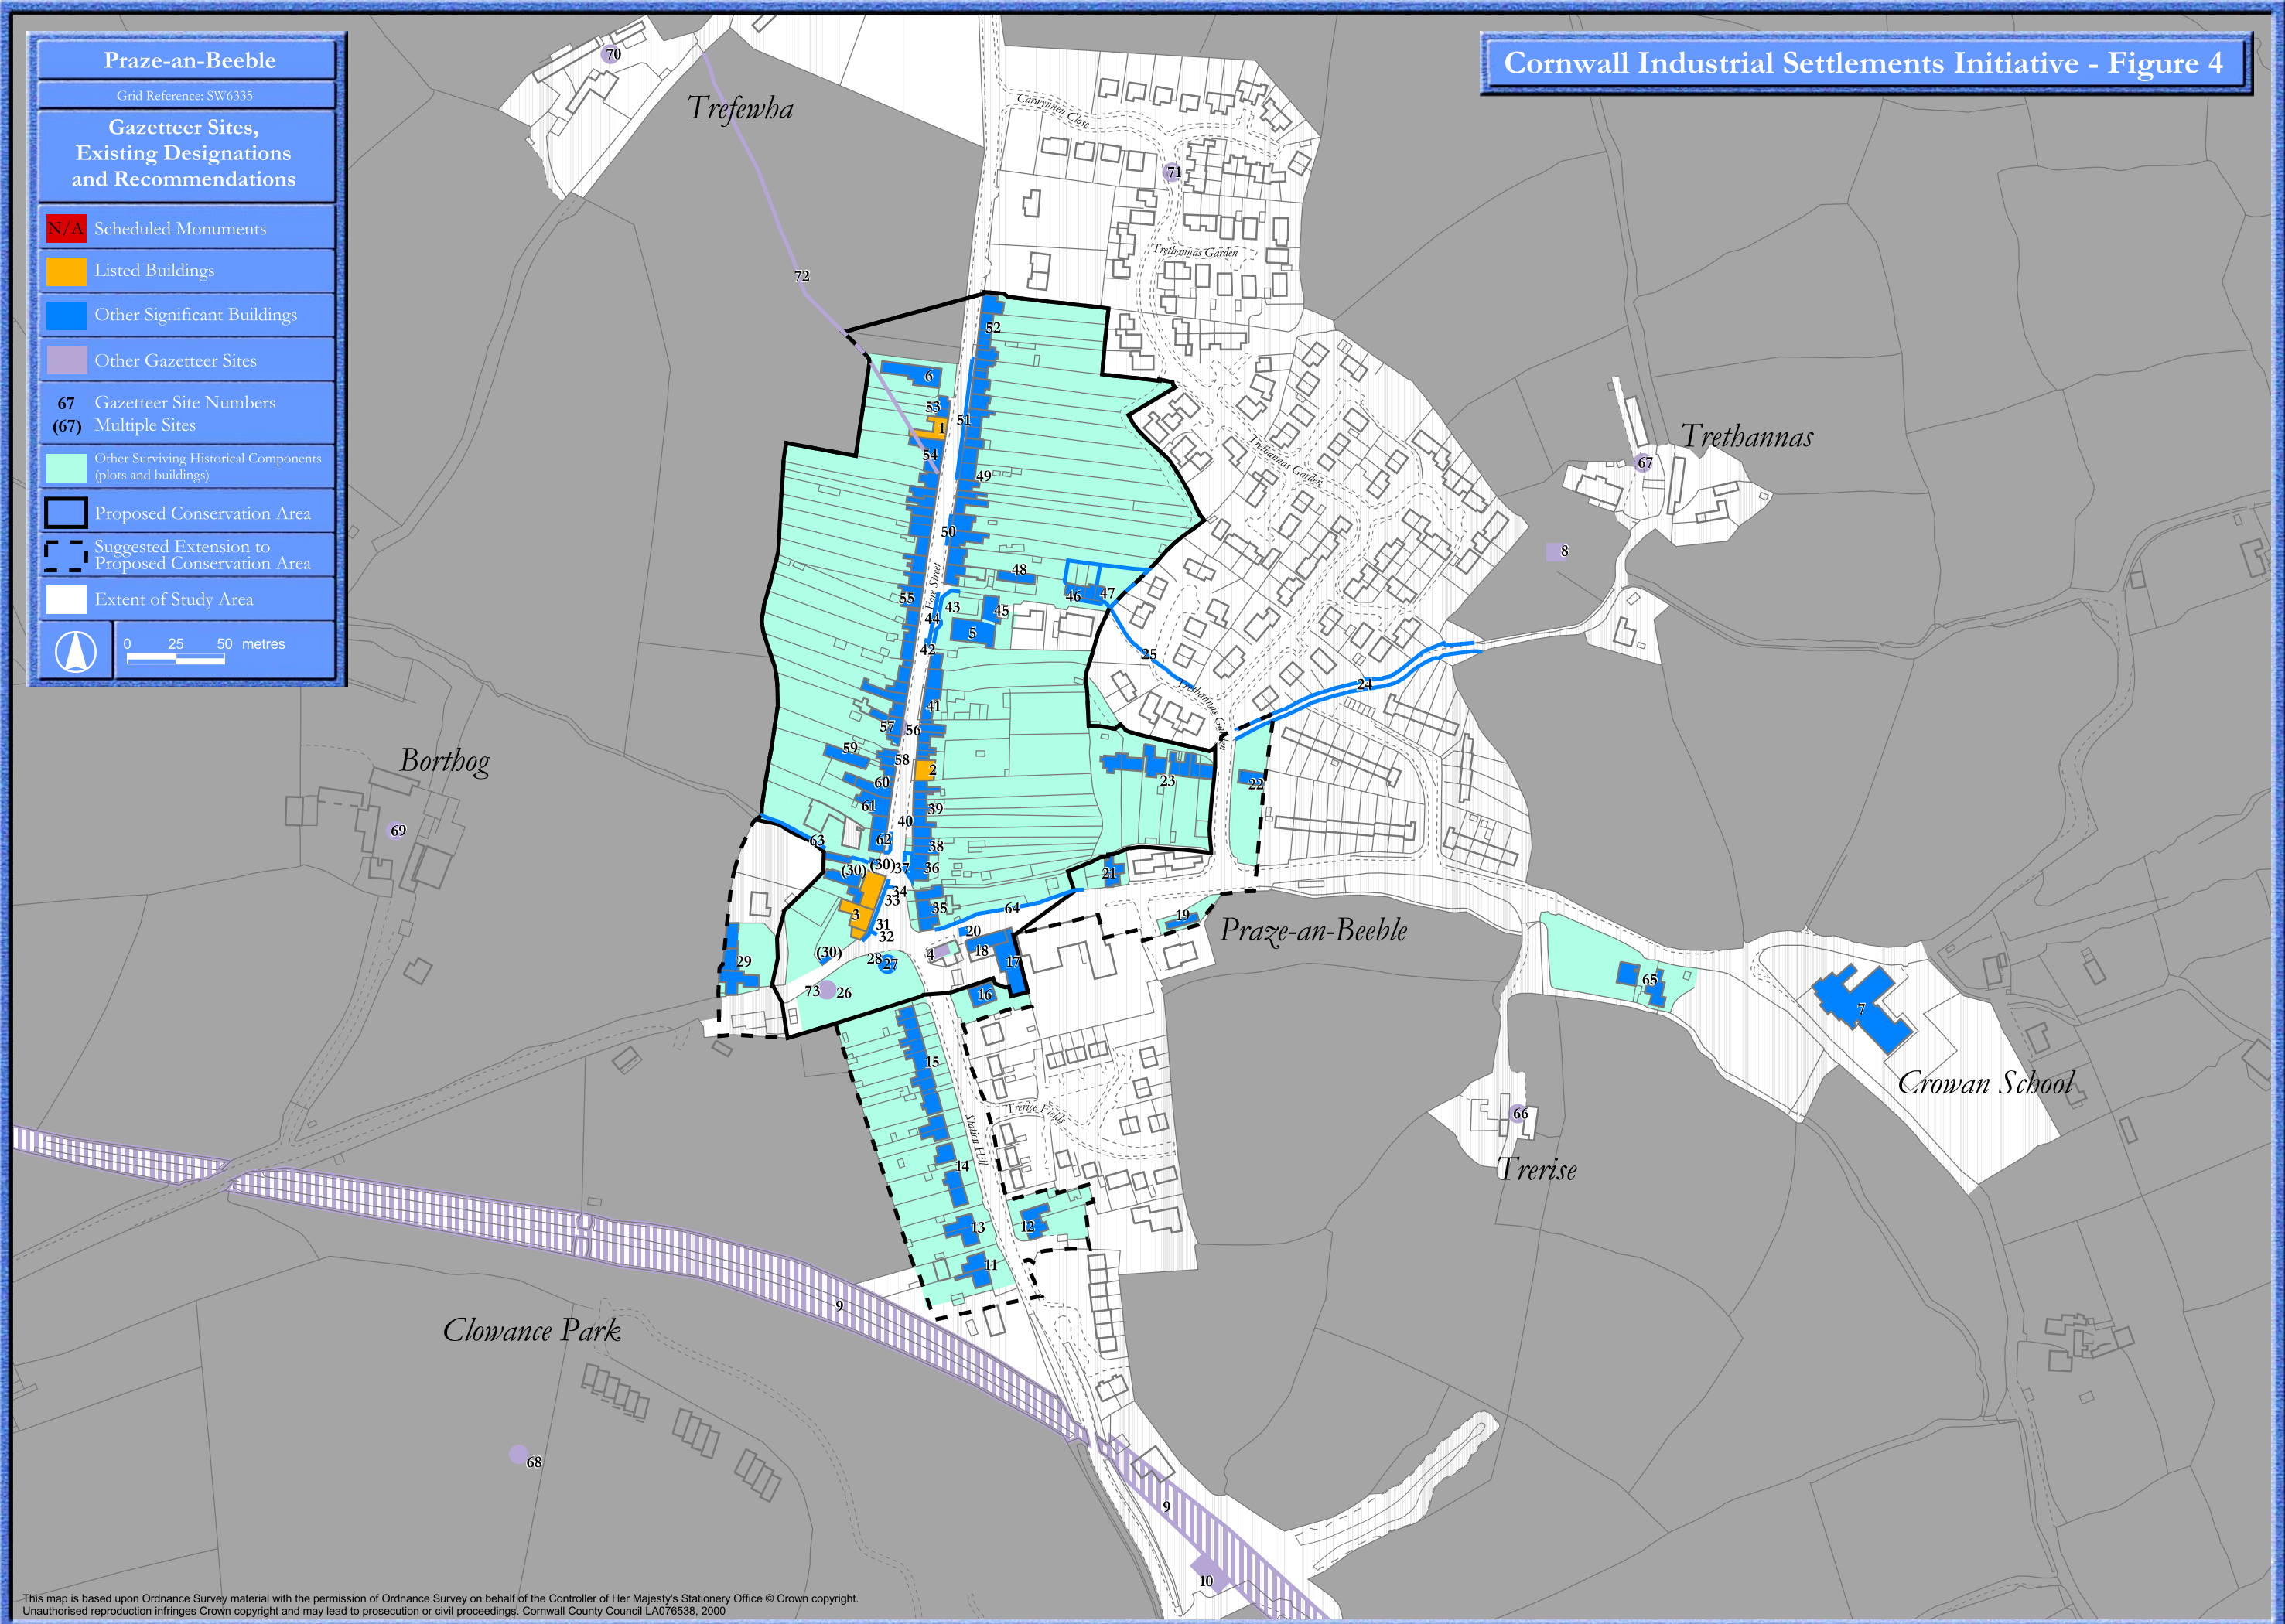 Praze-an-Beeble
Grid Reference: SW6335
Gazetteer Sites,
Existing Designations
and Recommendations
N/A Scheduled Monuments
Listed Buildings
Other Significant Buildings
Other Gazetteer Sites
67 Gazetteer Site Numbers
(67) Multiple Sites
Other Surviving Historical Components
(plots and buildings)
Proposed Conservation Area
Suggested Extension to
Proposed Conservation Area
Extent of Study Area
0 25 50 metres
Cornwall Industrial Settlements Initiative - Figure 4
70
Trefewha
Carwynnen Close
71
Trethannas Garden
72
52
6
53
1
51
54
49
Trethannas Garden
Trethannas
67
50
8
48
46
47
55
Fore Street
43
45
44
5
42
25
24
Trethannas Garden
41
57
56
59
58
2
22
23
60
61
39
40
62
63
38
Borthog
69
(30)
(30)
37
36
21
34
33
35
64
3
31
32
19
20
Praze-an-Beeble
(30)
28
27
4
18
17
29
73
26
16
65
7
15
Crowan School
Trerice Fields
66
Station Hill
14
Trerise
13
12
11
9
Clowance Park
68
9
10
This map is based upon Ordnance Survey material with the permission of Ordnance Survey on behalf of the Controller of Her Majesty's Stationery Office © Crown copyright.
Unauthorised reproduction infringes Crown copyright and may lead to prosecution or civil proceedings. Cornwall County Council LA076538, 2000